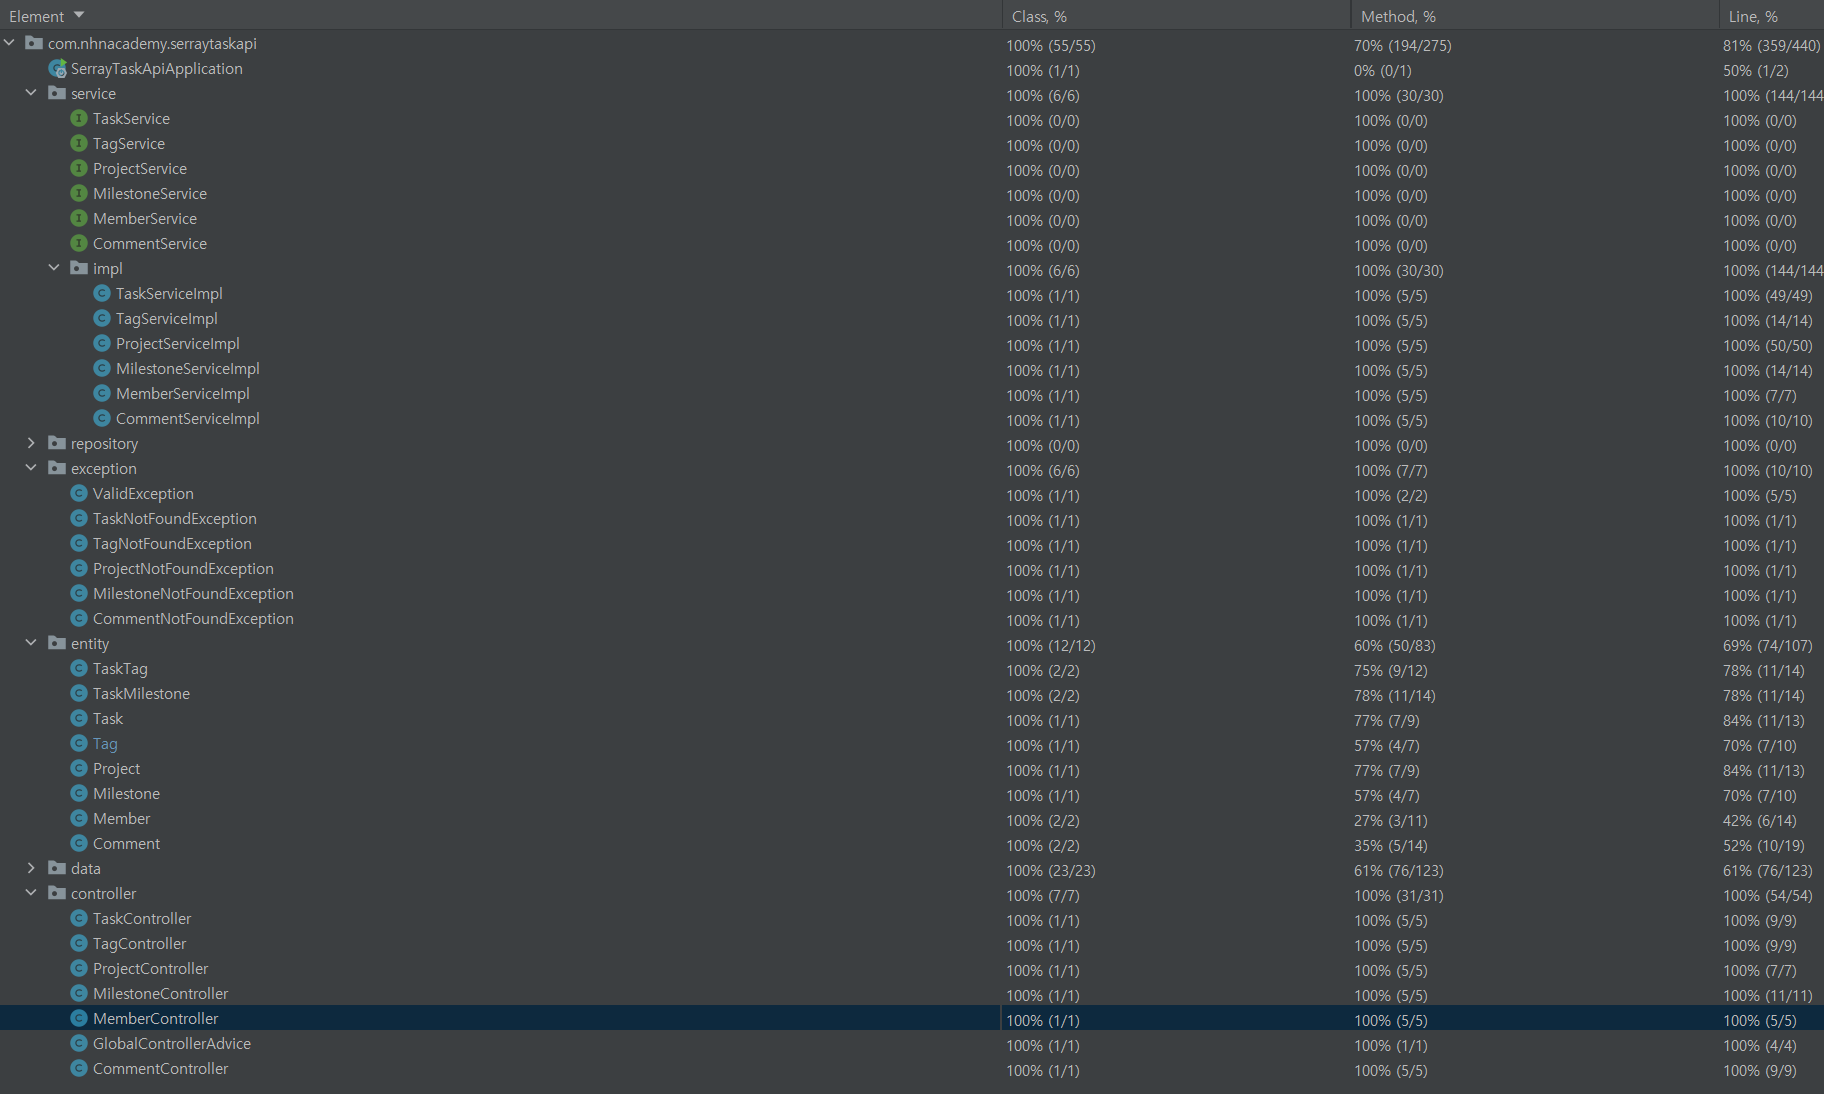 Element Class, % Method, % Line, %
com.nhnacademy.serraytaskapi 100% (55/55) 70% (194/275) 81% (359/440)
SerrayTaskApiApplication 100% (1/1) 0% (0/1) 50% (1/2)
service 100% (6/6) 100% (30/30) 100% (144/144
TaskService 100% (0/0) 100% (0/0) 100% (0/0)
TagService 100% (0/0) 100% (0/0) 100% (0/0)
ProjectService 100% (0/0) 100% (0/0) 100% (0/0)
MilestoneService 100% (0/0) 100% (0/0) 100% (0/0)
MemberService 100% (0/0) 100% (0/0) 100% (0/0)
CommentService 100% (0/0) 100% (0/0) 100% (0/0)
impl 100% (6/6) 100% (30/30) 100% (144/144
TaskServiceImpl 100% (1/1) 100% (5/5) 100% (49/49)
TagServiceImpl 100% (1/1) 100% (5/5) 100% (14/14)
ProjectServiceImpl 100% (1/1) 100% (5/5) 100% (50/50)
MilestoneServiceImpl 100% (1/1) 100% (5/5) 100% (14/14)
MemberServiceImpl 100% (1/1) 100% (5/5) 100% (7/7)
CommentServiceImpl 100% (1/1) 100% (5/5) 100% (10/10)
repository 100% (0/0) 100% (0/0) 100% (0/0)
exception 100% (6/6) 100% (7/7) 100% (10/10)
ValidException 100% (1/1) 100% (2/2) 100% (5/5)
TaskNotFoundException 100% (1/1) 100% (1/1) 100% (1/1)
TagNotFoundException 100% (1/1) 100% (1/1) 100% (1/1)
ProjectNotFoundException 100% (1/1) 100% (1/1) 100% (1/1)
MilestoneNotFoundException 100% (1/1) 100% (1/1) 100% (1/1)
CommentNotFoundException 100% (1/1) 100% (1/1) 100% (1/1)
entity 100% (12/12) 60% (50/83) 69% (74/107)
TaskTag 100% (2/2) 75% (9/12) 78% (11/14)
TaskMilestone 100% (2/2) 78% (11/14) 78% (11/14)
Task 100% (1/1) 77% (7/9) 84% (11/13)
Tag 100% (1/1) 57% (4/7) 70% (7/10)
Project 100% (1/1) 77% (7/9) 84% (11/13)
Milestone 100% (1/1) 57% (4/7) 70% (7/10)
Member 100% (2/2) 27% (3/11) 42% (6/14)
Comment 100% (2/2) 35% (5/14) 52% (10/19)
data 100% (23/23) 61% (76/123) 61% (76/123)
controller 100% (7/7) 100% (31/31) 100% (54/54)
TaskController 100% (1/1) 100% (5/5) 100% (9/9)
TagController 100% (1/1) 100% (5/5) 100% (9/9)
ProjectController 100% (1/1) 100% (5/5) 100% (7/7)
MilestoneController 100% (1/1) 100% (5/5) 100% (11/11)
MemberController 100% (1/1) 100% (5/5) 100% (5/5)
GlobalControllerAdvice 100% (1/1) 100% (1/1) 100% (4/4)
CommentController 100% (1/1) 100% (5/5) 100% (9/9)